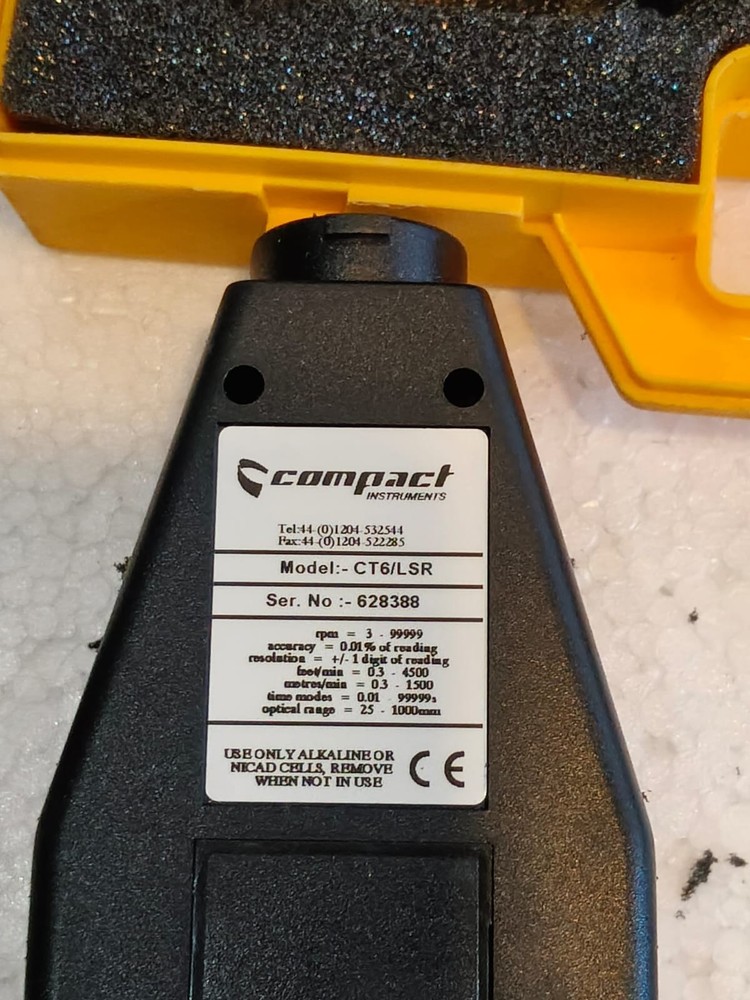 compact
INSTRUMENTS
Tel:44-(0)1204-532544
Fax:44-(0)1204-522285
Model:- CT6/LSR
Ser. No :- 628388
rpm = 3 - 99999
accuracy = 0.01% of reading
resolution = +/- 1 digit of reading
feet/min = 0.3 - 4500
metres/min = 0.3 - 1500
time modes = 0.01 - 99999s
optical range = 25 - 1000mm
USE ONLY ALKALINE OR
NICAD CELLS, REMOVE
WHEN NOT IN USE
CE